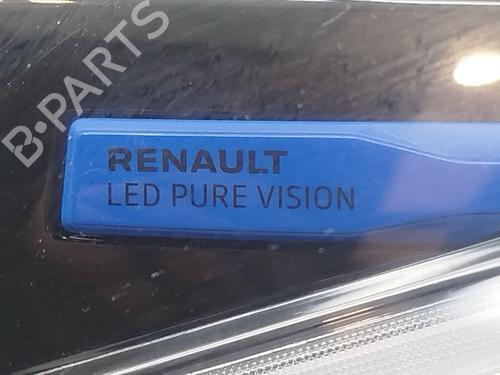 RENAULT
LED PURE VISION
B-PARTS